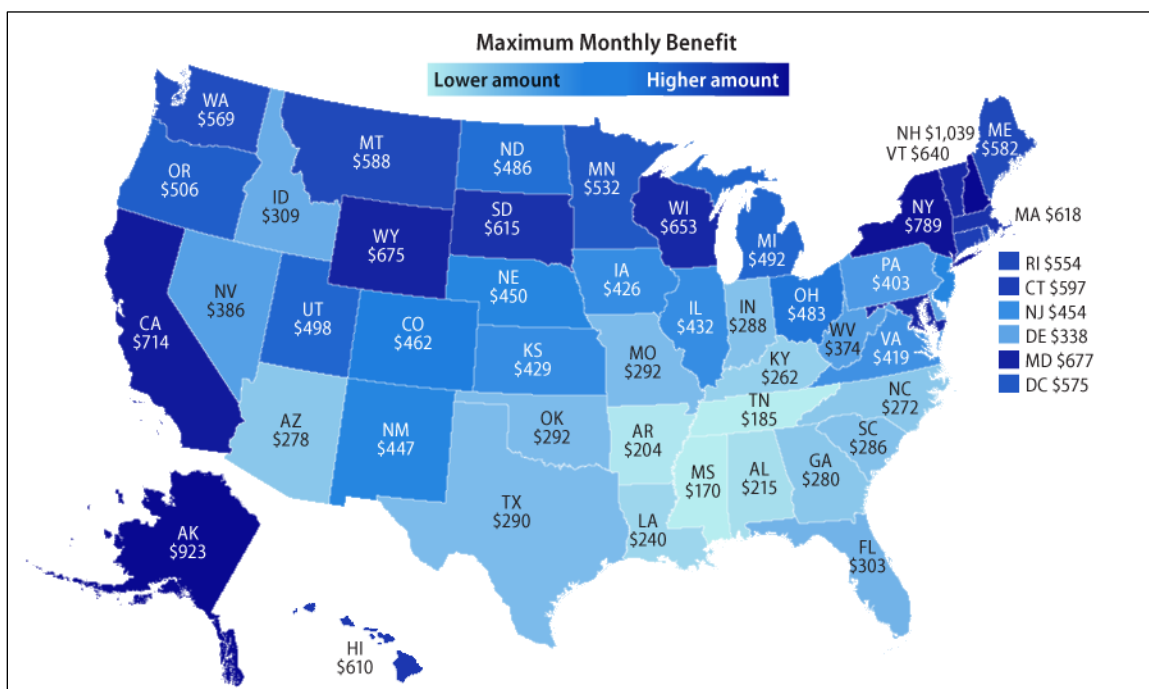 Maximum Monthly Benefit
Lower amount Higher amount
WA
$569
MT
$588
ND
$486
MN
$532
NH $1,039
VT $640
ME
$582
OR
$506
ID
$309
WY
$675
SD
$615
WI
$653
MI
$492
NY
$789
MA $618
NV
$386
UT
$498
CO
$462
NE
$450
IA
$426
IL
$432
IN
$288
OH
$483
PA
$403
RI $554
CT $597
NJ $454
DE $338
MD $677
DC $575
CA
$714
KS
$429
MO
$292
KY
$262
WV
$374
VA
$419
AZ
$278
NM
$447
OK
$292
AR
$204
TN
$185
NC
$272
SC
$286
TX
$290
LA
$240
MS
$170
AL
$215
GA
$280
FL
$303
AK
$923
HI
$610